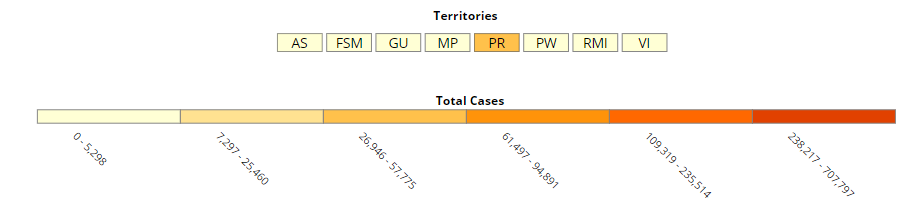 Territories
AS FSM GU MP PR PW RMI VI
Total Cases
0 - 5,298
7,297 - 25,460
26,946 - 57,775
61,497 - 94,891
109,319 - 235,514
238,217 - 707,797